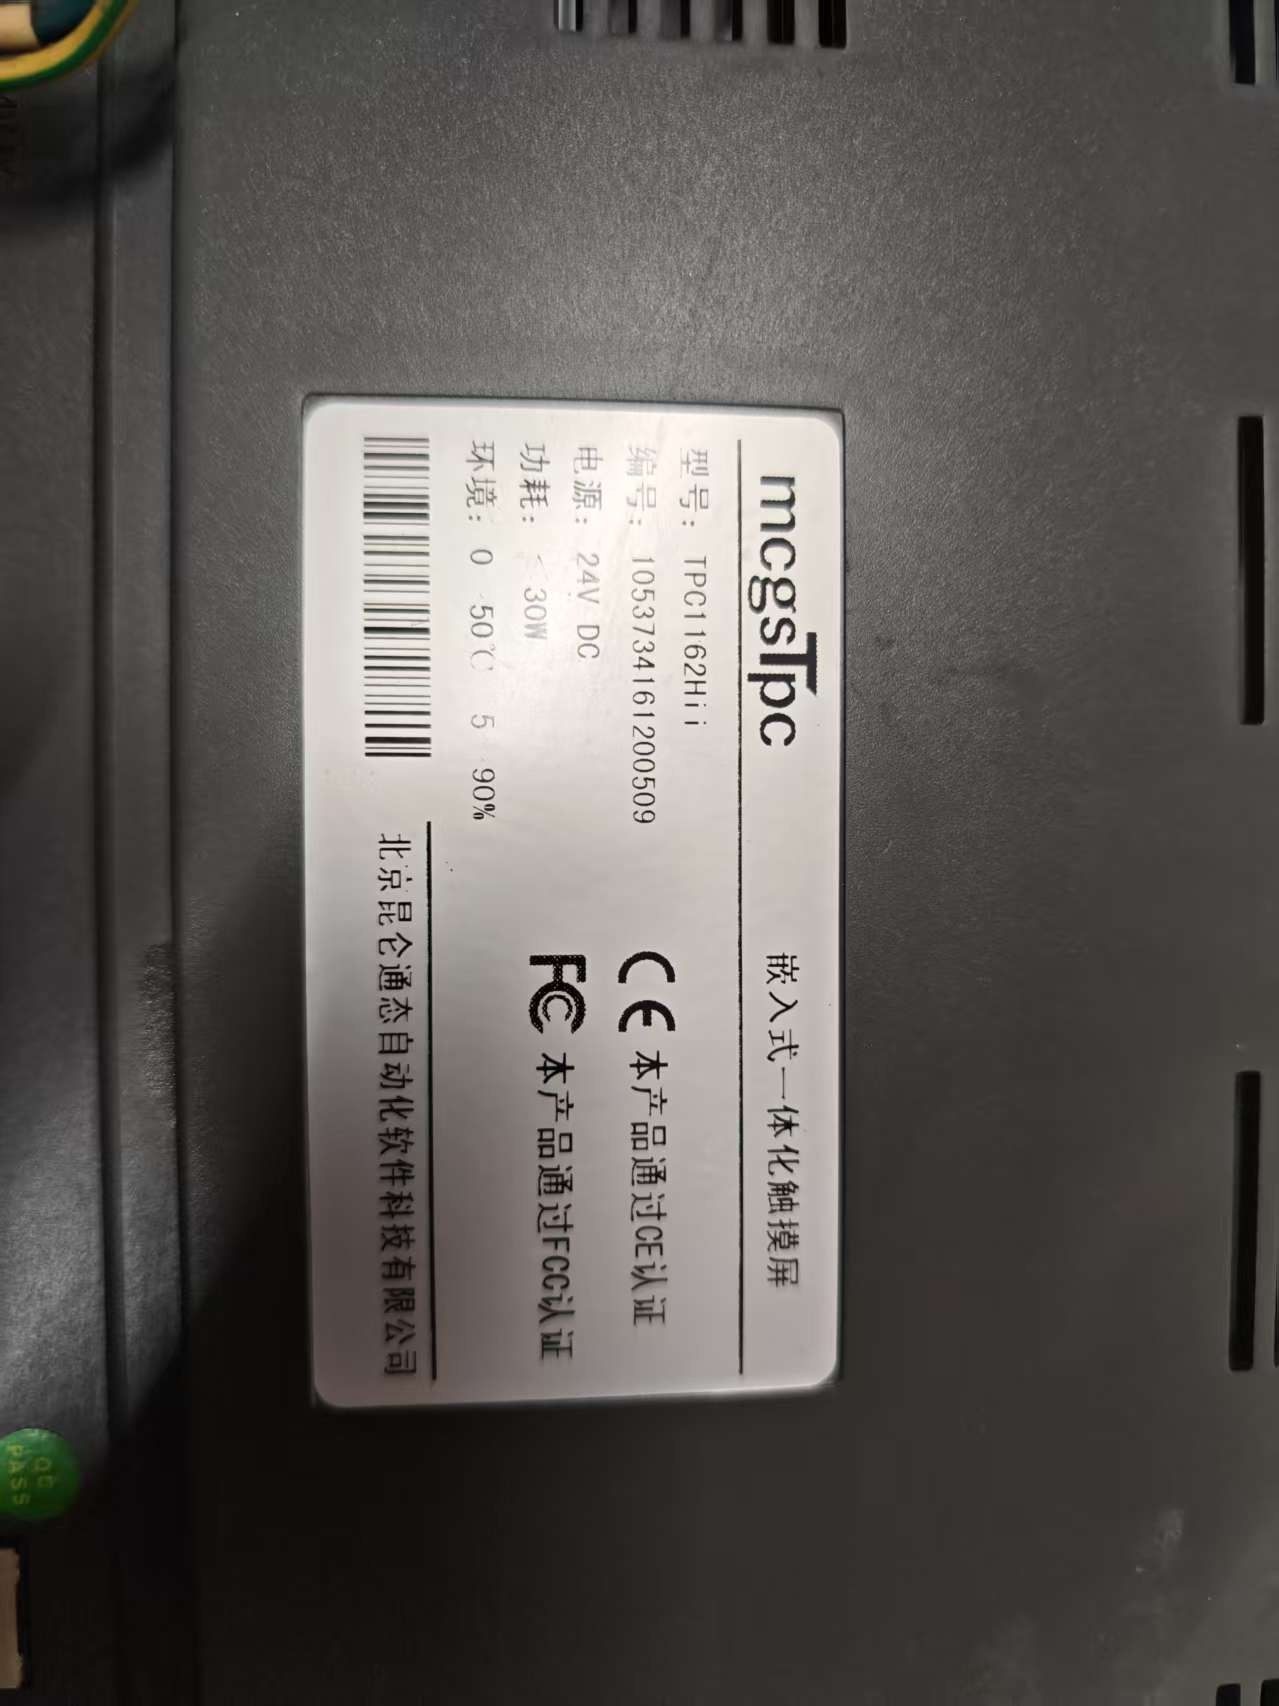 mcgsTpc 嵌入式一体化触摸屏
型号: TPC1162Hii
编号: 1053734161200509
电源: 24V DC
功耗: <30W
环境: 0 50℃ 5 90%
CE 本产品通过CE认证
FC 本产品通过FCC认证
北京昆仑通态自动化软件科技有限公司
QC
PASS